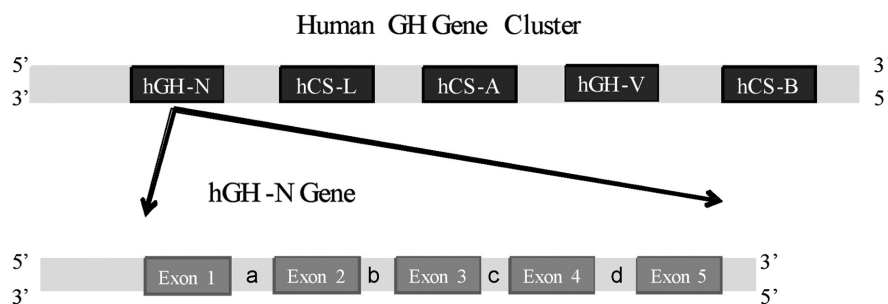 Human GH Gene Cluster
5’ 3’
hGH-N hCS-L hCS-A hGH-V hCS-B
3’ 5’
hGH-N Gene
5’ 3’
Exon 1 a Exon 2 b Exon 3 c Exon 4 d Exon 5
3’ 5’